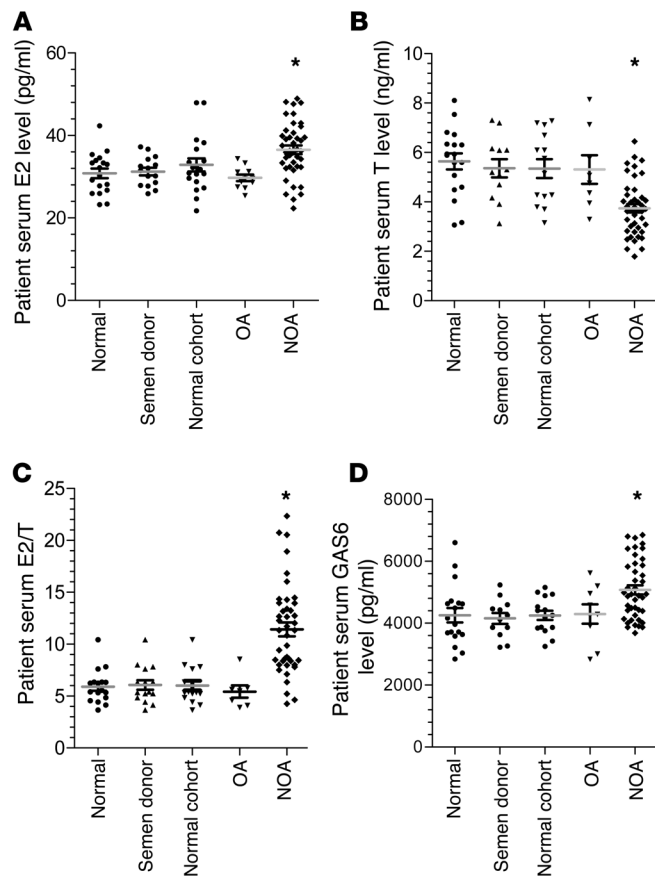 A
Patient serum E2 level (pg/ml)
60
40
20
0
*
Normal
Semen donor
Normal cohort
OA
NOA
B
Patient serum T level (ng/ml)
10
8
6
4
2
0
*
Normal
Semen donor
Normal cohort
OA
NOA
C
Patient serum E2/T
25
20
15
10
5
0
*
Normal
Semen donor
Normal cohort
OA
NOA
D
Patient serum GAS6
level (pg/ml)
8000
6000
4000
2000
0
*
Normal
Semen donor
Normal cohort
OA
NOA